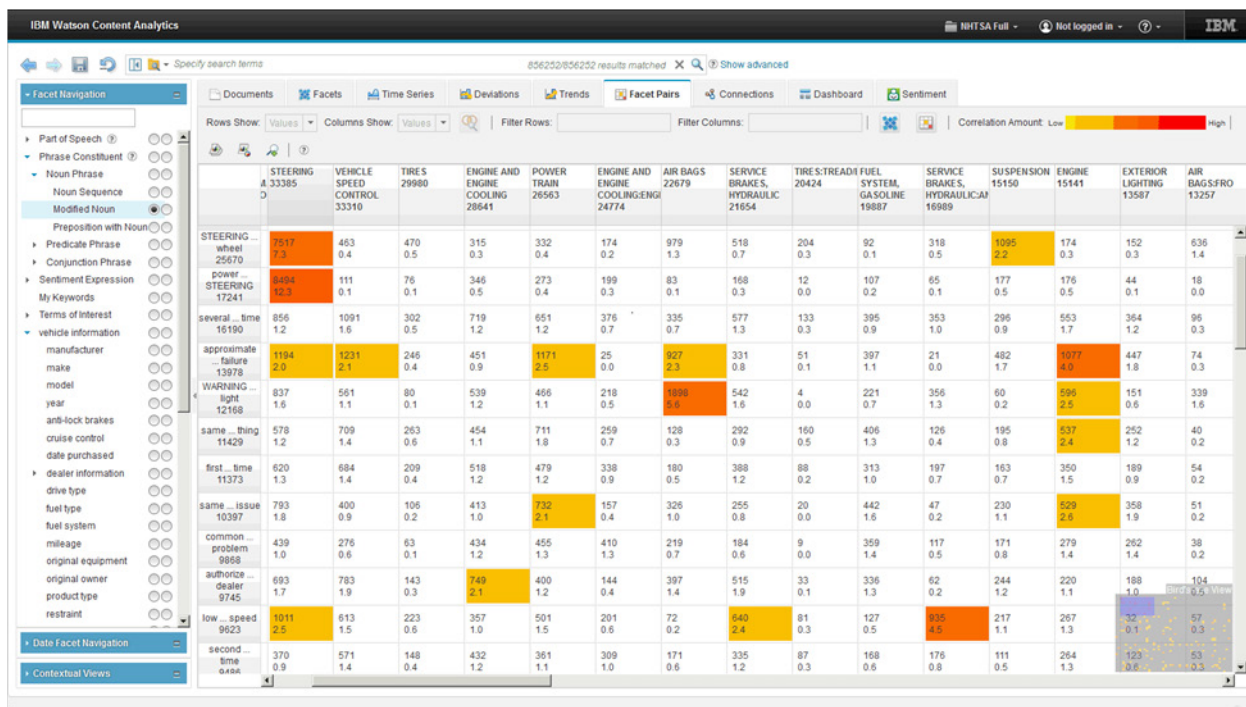 IBM Watson Content Analytics
NHTSA Full
Not logged in
IBM
Specify search terms
856252/856252 results matched
Show advanced
Facet Navigation
Documents
Facets
Time Series
Deviations
Trends
Facet Pairs
Connections
Dashboard
Sentiment
Rows Show: Values
Columns Show: Values
Filter Rows:
Filter Columns:
Correlation Amount: Low
High
Part of Speech
Phrase Constituent
Noun Phrase
Noun Sequence
Modified Noun
Preposition with Noun
Predicate Phrase
Conjunction Phrase
Sentiment Expression
My Keywords
Terms of Interest
vehicle information
manufacturer
make
model
year
anti-lock brakes
cruise control
date purchased
dealer information
drive type
fuel type
fuel system
mileage
original equipment
original owner
product type
restraint
Date Facet Navigation
Contextual Views
STEERING 33385
VEHICLE SPEED CONTROL 33310
TIRES 29980
ENGINE AND ENGINE COOLING 28641
POWER TRAIN 26563
ENGINE AND ENGINE COOLING:ENGI 24774
AIR BAGS 22679
SERVICE BRAKES, HYDRAULIC 21654
TIRES:TREAD/I 20424
FUEL SYSTEM, GASOLINE 19887
SERVICE BRAKES, HYDRAULIC:AN 16989
SUSPENSION 15150
ENGINE 15141
EXTERIOR LIGHTING 13587
AIR BAGS:FRO 13257
STEERING ... wheel 25670
7517 463 470 315 332 174 979 518 204 92 318 1095 174 152 636
7.3 0.4 0.5 0.3 0.4 0.2 1.3 0.7 0.3 0.1 0.5 2.2 0.3 0.3 1.4
power ... STEERING 17241
8494 111 76 346 273 199 83 168 12 107 65 177 176 44 18
12.3 0.1 0.1 0.5 0.4 0.3 0.1 0.3 0.0 0.2 0.1 0.5 0.5 0.1 0.0
several ... time 16190
856 1091 302 719 651 376 335 577 133 395 353 296 553 364 96
1.2 1.6 0.5 1.2 1.2 0.7 0.7 1.3 0.3 0.9 1.0 0.9 1.7 1.2 0.3
approximate ... failure 13978
1194 1231 246 451 1171 25 927 331 51 397 21 482 1077 447 74
2.0 2.1 0.4 0.9 2.5 0.0 2.3 0.8 0.1 1.1 0.0 1.7 4.0 1.8 0.3
WARNING ... light 12168
837 561 80 539 466 218 1898 542 4 221 356 60 596 151 339
1.6 1.1 0.1 1.2 1.1 0.5 5.6 1.6 0.0 0.7 1.3 0.2 2.5 0.6 1.6
same ... thing 11429
578 709 263 454 711 259 128 292 160 406 126 195 537 252 40
1.2 1.4 0.6 1.1 1.8 0.7 0.3 0.9 0.5 1.3 0.4 0.8 2.4 1.2 0.2
first ... time 11373
620 684 209 518 479 338 180 388 88 313 197 163 350 189 54
1.3 1.4 0.4 1.2 1.2 0.9 0.5 1.2 0.2 1.0 0.7 0.7 1.5 0.9 0.2
same ... issue 10397
793 400 106 413 732 157 326 255 20 442 47 230 529 358 51
1.8 0.9 0.2 1.0 2.1 0.4 1.0 0.8 0.0 1.6 0.2 1.1 2.6 1.9 0.2
common ... problem 9868
439 276 63 434 455 410 219 184 9 359 117 171 279 262 38
1.0 0.6 0.1 1.2 1.3 1.3 0.7 0.6 0.0 1.4 0.5 0.8 1.4 1.4 0.2
authorize ... dealer 9745
693 783 143 749 400 144 397 515 33 336 62 244 220 188 104
1.7 1.9 0.3 2.1 1.2 0.4 1.4 1.9 0.1 1.3 0.2 1.2 1.1 1.0 0.5
low ... speed 9623
1011 613 223 357 501 201 72 640 81 127 935 217 267 32 57
2.5 1.5 0.6 1.0 1.5 0.6 0.2 2.4 0.3 0.5 4.5 1.1 1.3 0.1 0.3
second ... time 9486
370 571 148 432 361 309 171 335 87 168 176 111 264 123 53
0.9 1.4 0.4 1.2 1.1 1.0 0.6 1.2 0.3 0.6 0.8 0.5 1.3 0.6 0.3
Bird's Eye View